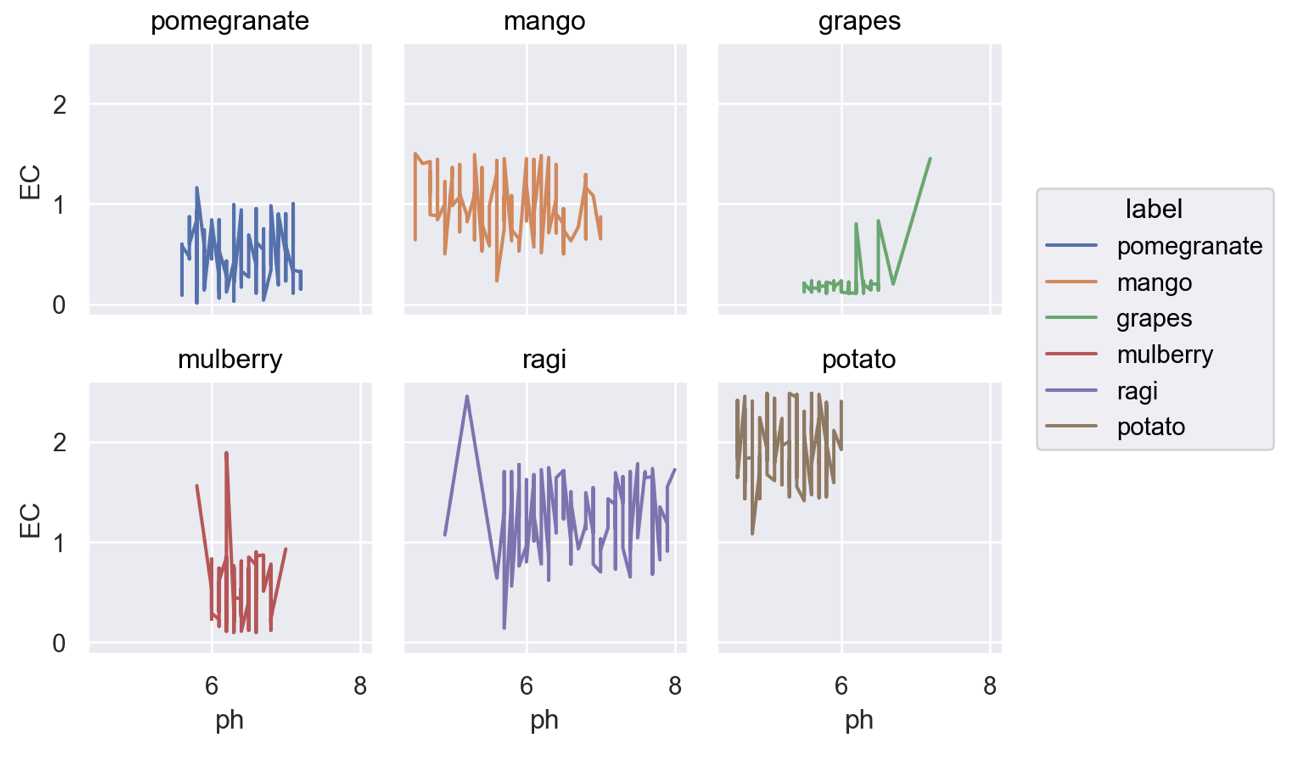 pomegranate
mango
grapes
2
1
0
EC
mulberry
ragi
potato
2
1
0
EC
6
8
6
8
6
8
ph
ph
ph
label
pomegranate
mango
grapes
mulberry
ragi
potato